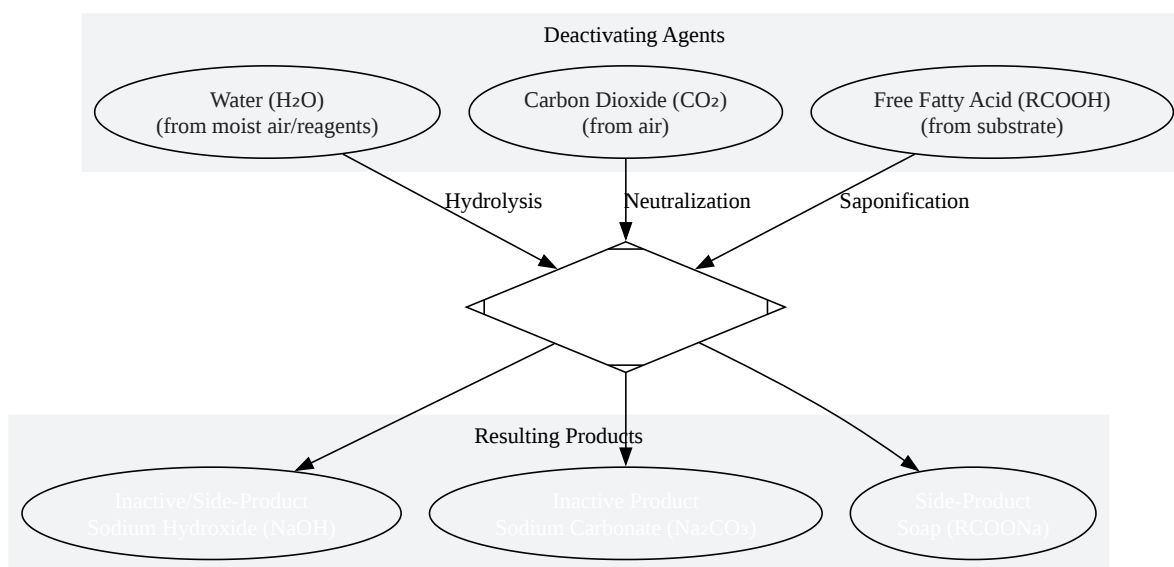 Deactivating Agents
Water (H₂O)
(from moist air/reagents)
Carbon Dioxide (CO₂)
(from air)
Free Fatty Acid (RCOOH)
(from substrate)
Hydrolysis
Neutralization
Saponification
Resulting Products
Inactive/Side-Product
Sodium Hydroxide (NaOH)
Inactive Product
Sodium Carbonate (Na₂CO₃)
Side-Product
Soap (RCOONa)